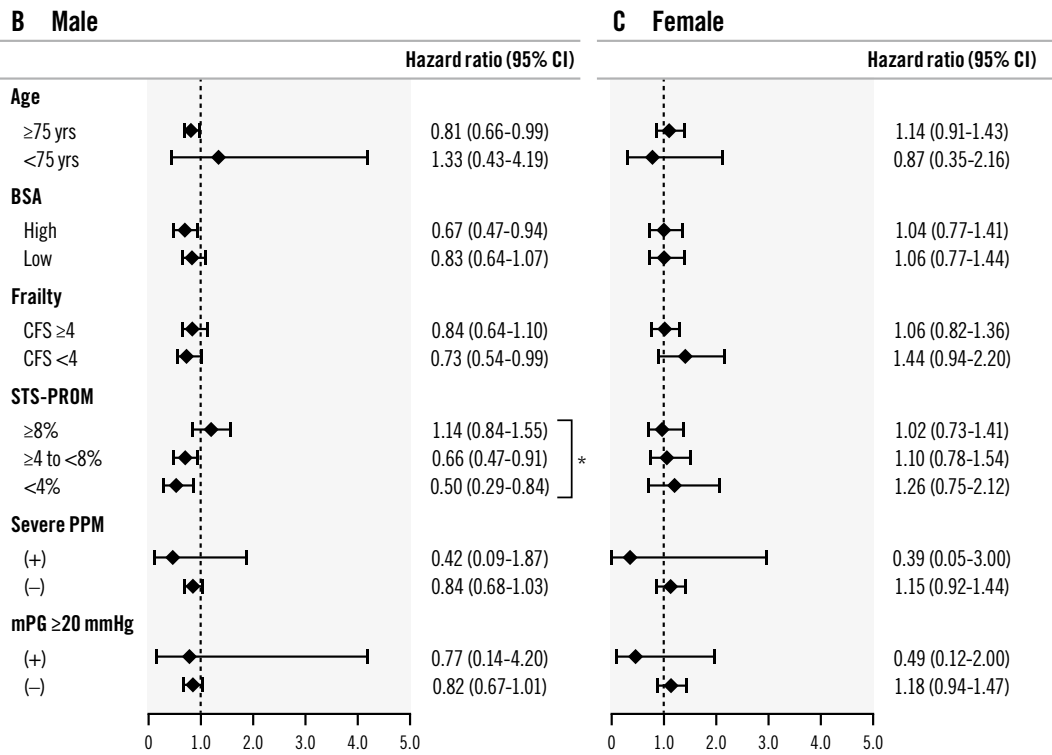 B Male
Hazard ratio (95% CI)
Age
≥75 yrs 0.81 (0.66-0.99)
<75 yrs 1.33 (0.43-4.19)
BSA
High 0.67 (0.47-0.94)
Low 0.83 (0.64-1.07)
Frailty
CFS ≥4 0.84 (0.64-1.10)
CFS <4 0.73 (0.54-0.99)
STS-PROM
≥8% 1.14 (0.84-1.55)
≥4 to <8% 0.66 (0.47-0.91) *
<4% 0.50 (0.29-0.84)
Severe PPM
(+) 0.42 (0.09-1.87)
(–) 0.84 (0.68-1.03)
mPG ≥20 mmHg
(+) 0.77 (0.14-4.20)
(–) 0.82 (0.67-1.01)
0 1.0 2.0 3.0 4.0 5.0
C Female
Hazard ratio (95% CI)
1.14 (0.91-1.43)
0.87 (0.35-2.16)
1.04 (0.77-1.41)
1.06 (0.77-1.44)
1.06 (0.82-1.36)
1.44 (0.94-2.20)
1.02 (0.73-1.41)
1.10 (0.78-1.54)
1.26 (0.75-2.12)
0.39 (0.05-3.00)
1.15 (0.92-1.44)
0.49 (0.12-2.00)
1.18 (0.94-1.47)
0 1.0 2.0 3.0 4.0 5.0